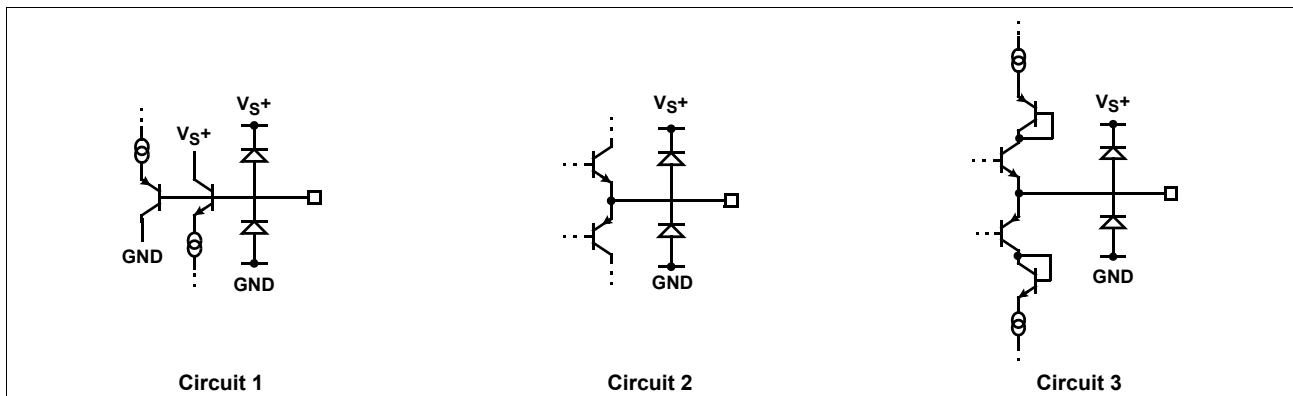 VS+
VS+
GND
GND
Circuit 1
VS+
GND
Circuit 2
VS+
GND
Circuit 3